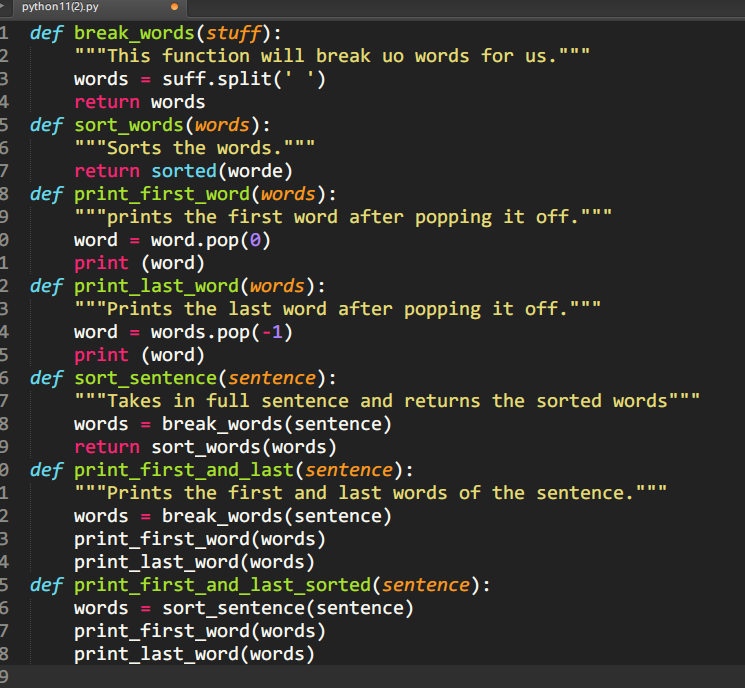 python11(2).py
1 def break_words(stuff):
2     """This function will break uo words for us."""
3     words = suff.split(' ')
4     return words
5 def sort_words(words):
6     """Sorts the words."""
7     return sorted(worde)
8 def print_first_word(words):
9     """prints the first word after popping it off."""
0     word = word.pop(0)
1     print (word)
2 def print_last_word(words):
3     """Prints the last word after popping it off."""
4     word = words.pop(-1)
5     print (word)
6 def sort_sentence(sentence):
7     """Takes in full sentence and returns the sorted words"""
8     words = break_words(sentence)
9     return sort_words(words)
0 def print_first_and_last(sentence):
1     """Prints the first and last words of the sentence."""
2     words = break_words(sentence)
3     print_first_word(words)
4     print_last_word(words)
5 def print_first_and_last_sorted(sentence):
6     words = sort_sentence(sentence)
7     print_first_word(words)
8     print_last_word(words)
9